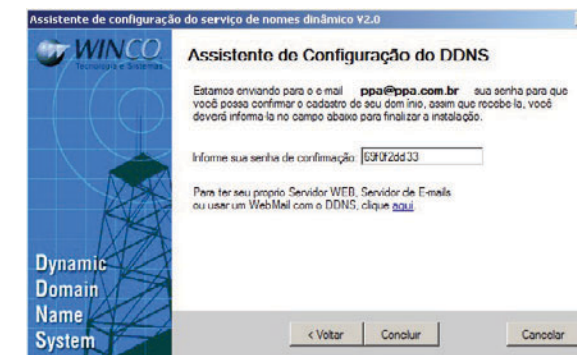 Assistente de configuração do serviço de nomes dinâmico V2.0
WINCO
Tecnologia e Sistemas
Assistente de Configuração do DDNS
Estamos enviando para o e-mail ppa@ppa.com.br sua senha para que
você possa confirmar o cadastro de seu domínio, assim que recebe-la, você
deverá informa-la no campo abaixo para finalizar a instalação.
Informe sua senha de confirmação:
Para ter seu proprio Servidor WEB, Servidor de E-mails
ou usar um WebMail com o DDNS, clique aqui
Dynamic
Domain
Name
System
< Voltar
Concluir
Cancelar